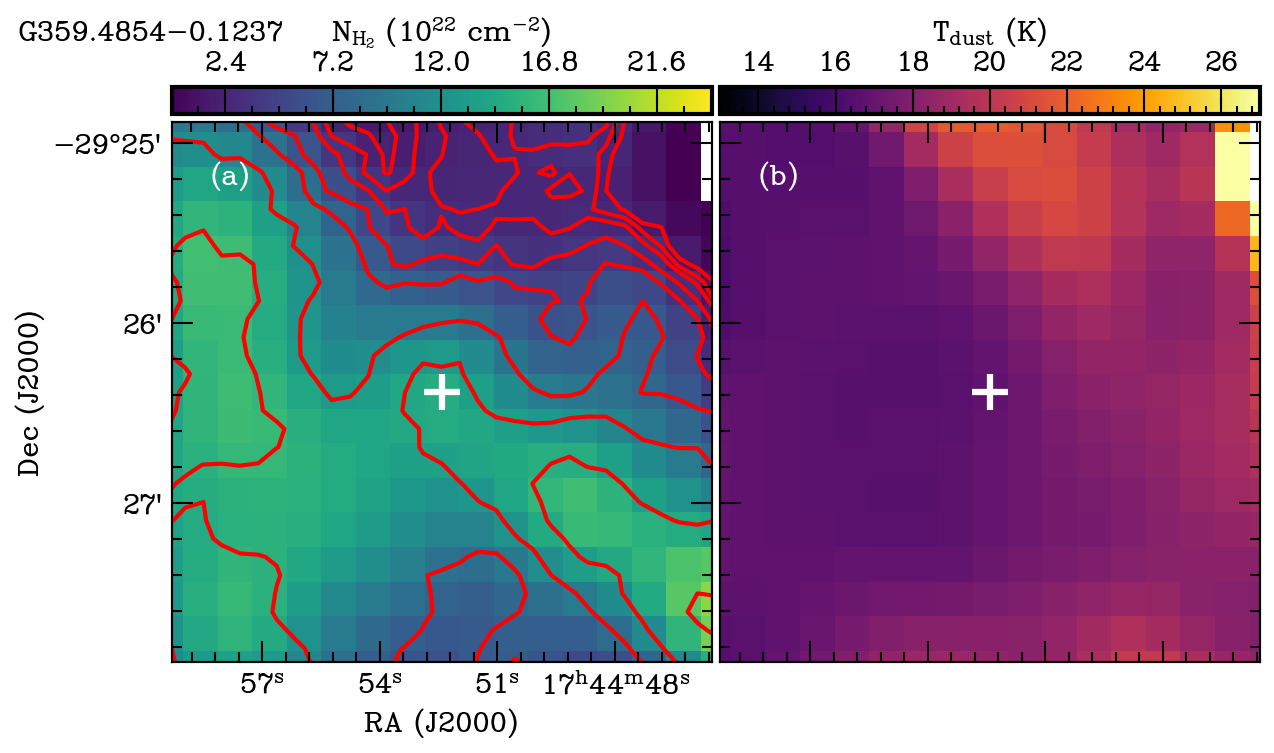 G359.4854−0.1237 N_H₂ (10²² cm⁻²) T_dust (K)
2.4 7.2 12.0 16.8 21.6 14 16 18 20 22 24 26
−29°25'
(a) (b)
26'
Dec (J2000)
27'
57ˢ 54ˢ 51ˢ 17ʰ44ᵐ48ˢ
RA (J2000)